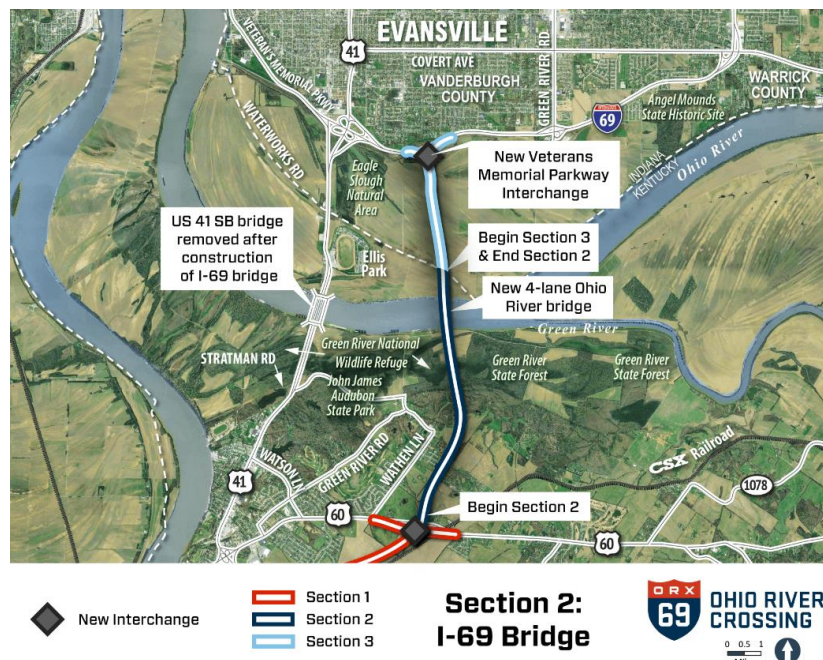 EVANSVILLE
41
COVERT AVE
VANDERBURGH
COUNTY
GREEN RIVER RD
WARRICK
COUNTY
VETERAN'S MEMORIAL PKWY
WATERWORKS RD
INTERSTATE
69
Angel Mounds
State Historic Site
INDIANA
KENTUCKY
Ohio River
New Veterans
Memorial Parkway
Interchange
Eagle
Slough
Natural
Area
US 41 SB bridge
removed after
construction
of I-69 bridge
Ellis
Park
Begin Section 3
& End Section 2
New 4-lane Ohio
River bridge
Green River
STRATMAN RD
Green River National
Wildlife Refuge
John James
Audubon
State Park
Green River
State Forest
Green River
State Forest
WATSON LN
GREEN RIVER RD
WATHEN LN
CSX Railroad
41
60
1078
Begin Section 2
60
New Interchange
Section 1
Section 2
Section 3
Section 2:
I-69 Bridge
ORX
69
OHIO RIVER
CROSSING
0 0.5 1